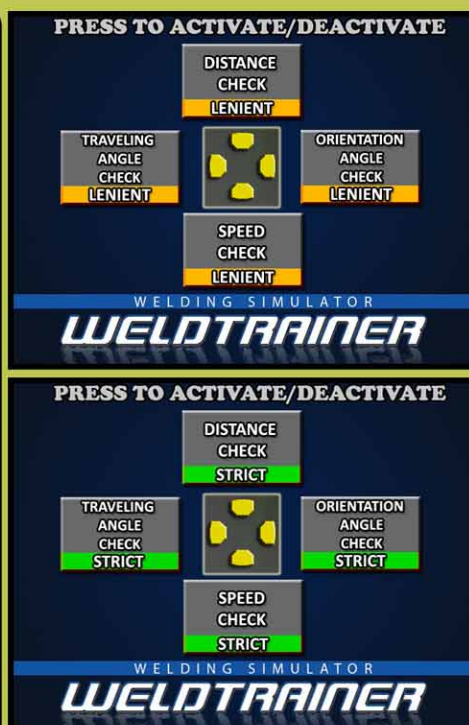 PRESS TO ACTIVATE/DEACTIVATE
DISTANCE
CHECK
LENIENT
TRAVELING
ANGLE
CHECK
LENIENT
ORIENTATION
ANGLE
CHECK
LENIENT
SPEED
CHECK
LENIENT
WELDING SIMULATOR
WELDTRAINER
PRESS TO ACTIVATE/DEACTIVATE
DISTANCE
CHECK
STRICT
TRAVELING
ANGLE
CHECK
STRICT
ORIENTATION
ANGLE
CHECK
STRICT
SPEED
CHECK
STRICT
WELDING SIMULATOR
WELDTRAINER